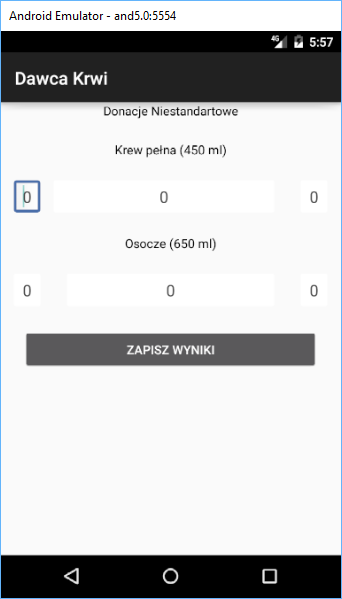 Android Emulator - and5.0:5554
4G 5:57
Dawca Krwi
Donacje Niestandartowe
Krew pełna (450 ml)
0 0 0
Osocze (650 ml)
0 0 0
ZAPISZ WYNIKI